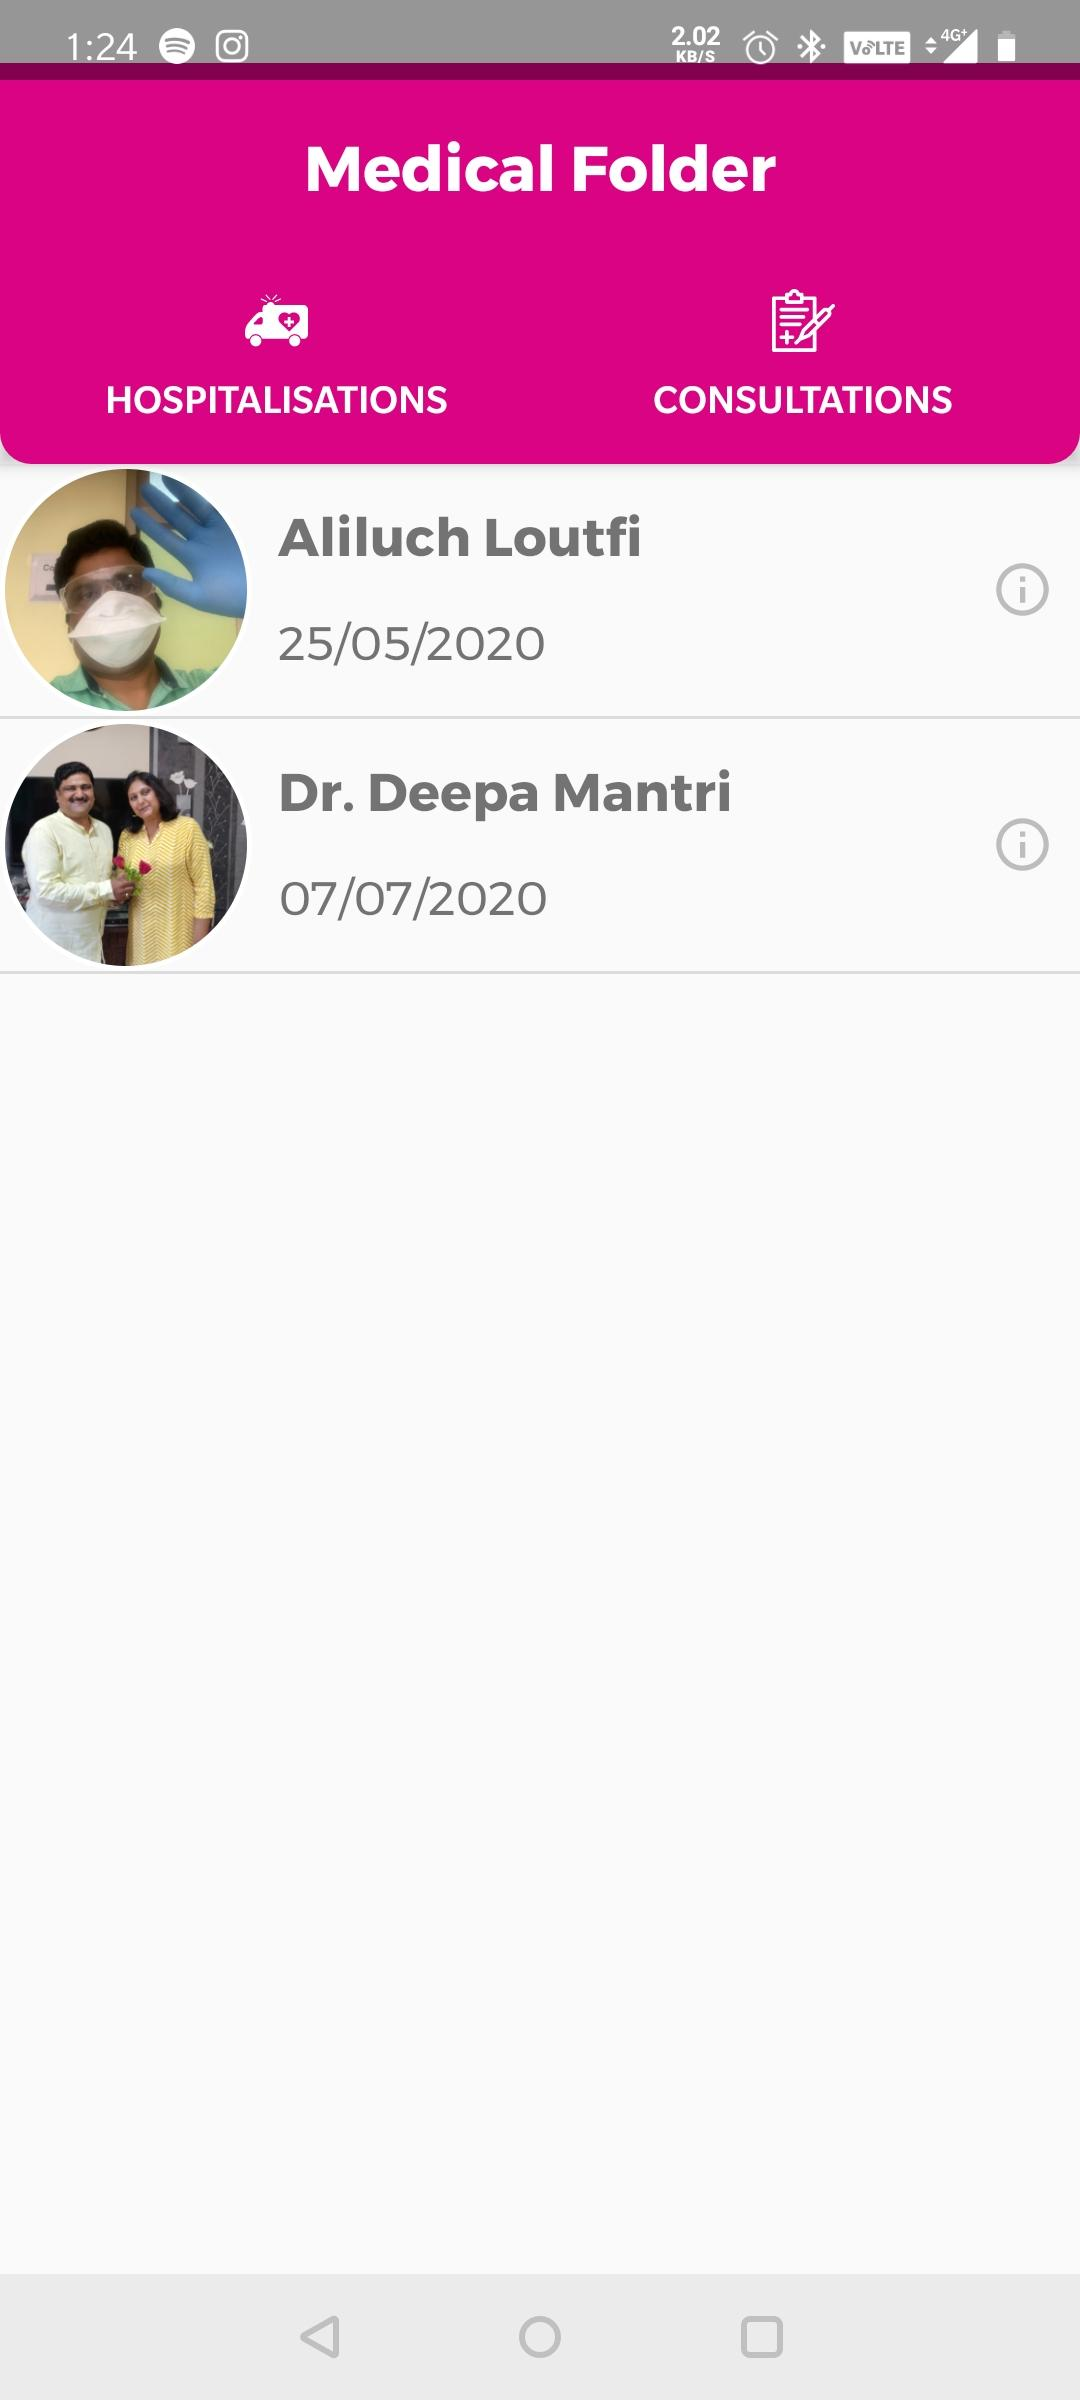 1:24
2.02
KB/S
VoLTE
4G+
Medical Folder
HOSPITALISATIONS
CONSULTATIONS
Aliluch Loutfi
25/05/2020
Dr. Deepa Mantri
07/07/2020